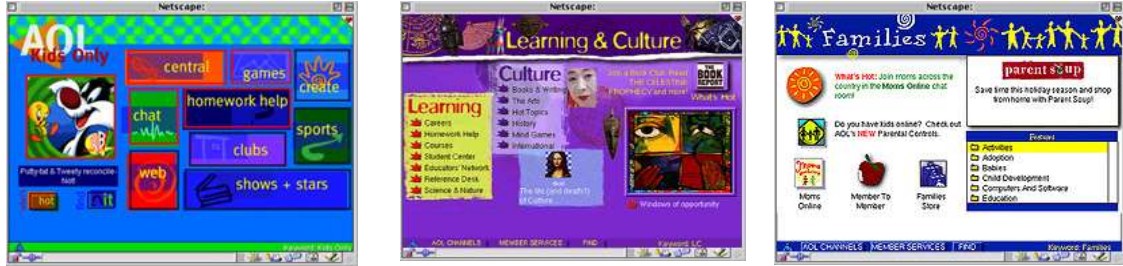 Netscape:
AOL
Kids Only
central
games
create
chat
homework help
sports
clubs
web
shows + stars
Putty-tat & Tweety reconcile-
Not!
hot
it
Keyword: Kids Only
Netscape:
Learning & Culture
Culture
Books & Writing
The Arts
Hot Topics
History
Mind Games
International
Join a Book Club. Read
THE CELESTINE
PROPHECY and more!
THE
BOOK
REPORT
What's Hot
Learning
Careers
Homework Help
Courses
Student Center
Educators' Network
Reference Desk
Science & Nature
The life (and death?)
of Culture
Windows of opportunity
AOL CHANNELS
MEMBER SERVICES
FIND
Keyword: LC
Netscape:
Families
What's Hot: Join moms across the
country in the Moms Online chat
room!
Do you have kids online? Check out
AOL's NEW Parental Controls.
Moms
Online
Member To
Member
Families
Store
parent soup
Save time this holiday season and shop
from home with Parent Soup!
Features
Activities
Adoption
Babies
Child Development
Computers And Software
Education
AOL CHANNELS
MEMBER SERVICES
FIND
Keyword: Families